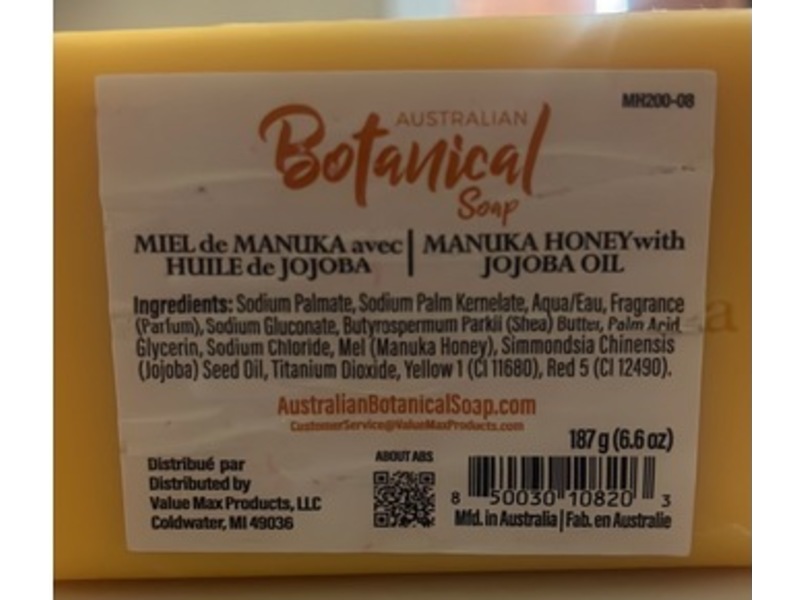 MH200-08
AUSTRALIAN
Botanical
Soap
MIEL de MANUKA avec | MANUKA HONEY with
HUILE de JOJOBA | JOJOBA OIL
Ingredients: Sodium Palmate, Sodium Palm Kernelate, Aqua/Eau, Fragrance
(Parfum), Sodium Gluconate, Butyrospermum Parkii (Shea) Butter, Palm Acid,
Glycerin, Sodium Chloride, Mel (Manuka Honey), Simmondsia Chinensis
(Jojoba) Seed Oil, Titanium Dioxide, Yellow 1 (CI 11680), Red 5 (CI 12490).
AustralianBotanicalSoap.com
CustomerService@ValueMaxProducts.com
187 g (6.6 oz)
Distribué par
Distributed by
Value Max Products, LLC
Coldwater, MI 49036
ABOUT ABS
8 50030 10820 3
Mfd. in Australia | Fab. en Australie